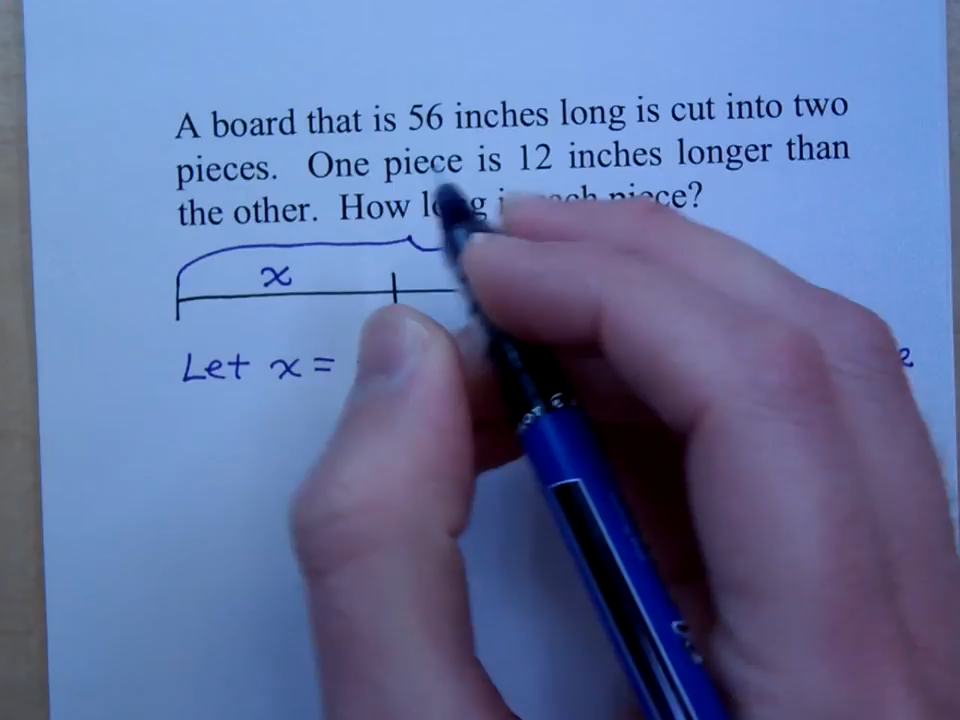 A board that is 56 inches long is cut into two
pieces. One piece is 12 inches longer than
the other. How long
x
Let x =